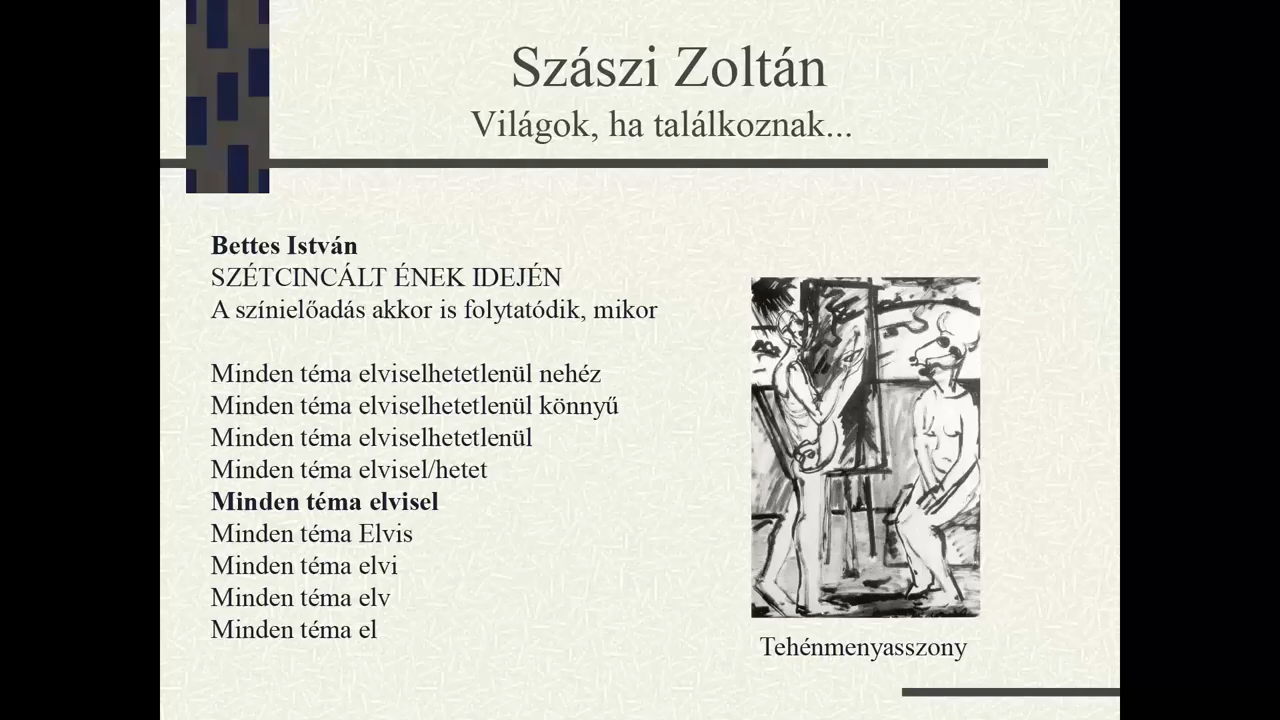 Szászi Zoltán
Világok, ha találkoznak...
Bettes István
SZÉTCINCÁLT ÉNEK IDEJÉN
A színielőadás akkor is folytatódik, mikor
Minden téma elviselhetetlenül nehéz
Minden téma elviselhetetlenül könnyű
Minden téma elviselhetetlenül
Minden téma elvisel/hetet
Minden téma elvisel
Minden téma Elvis
Minden téma elvi
Minden téma elv
Minden téma el
Tehénmenyasszony